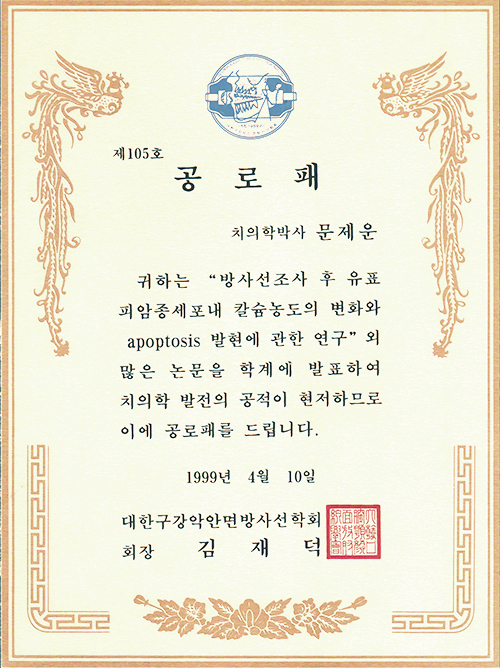 제105호
공 로 패
치의학박사 문제운
귀하는 “방사선조사 후 유표
피암종세포내 칼슘농도의 변화와
apoptosis 발현에 관한 연구” 외
많은 논문을 학계에 발표하여
치의학 발전의 공적이 현저하므로
이에 공로패를 드립니다.
1999년 4월 10일
대한구강악안면방사선학회
회장 김 재 덕